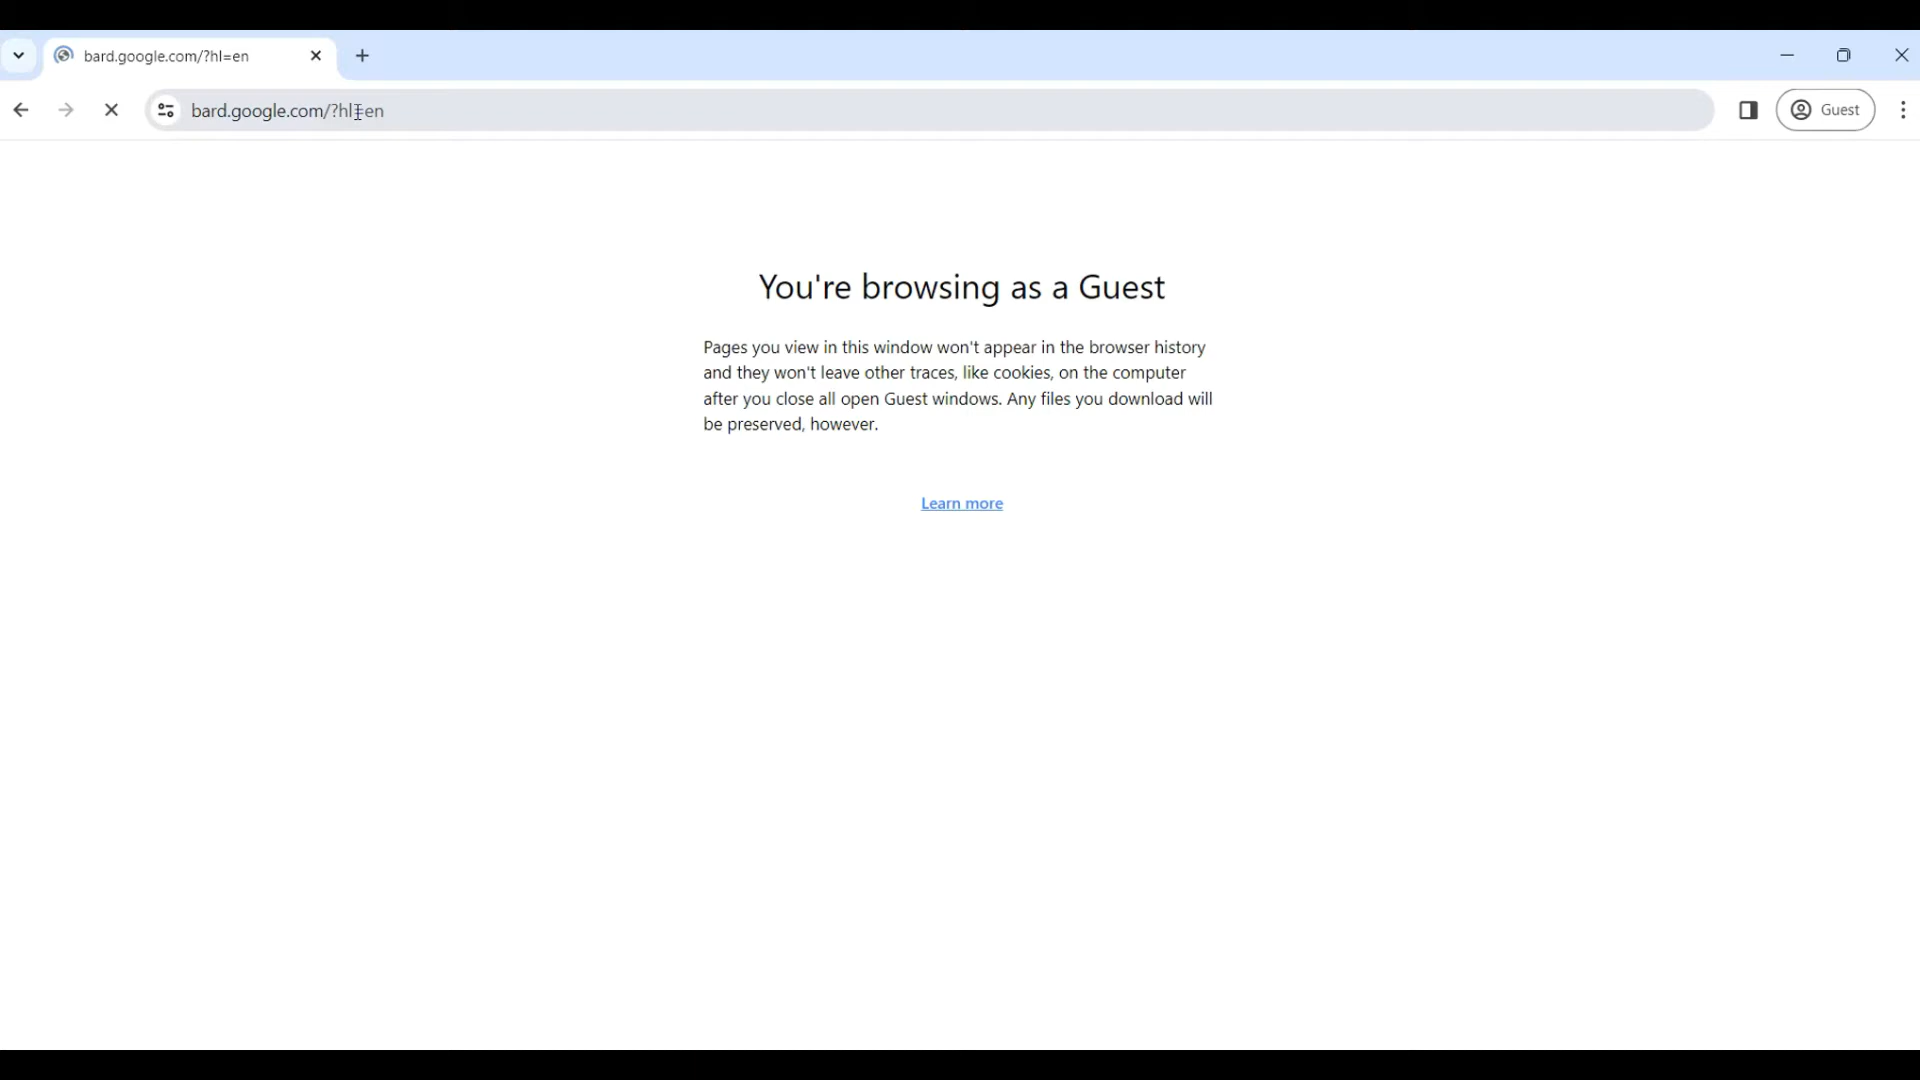 bard.google.com/?hl=en
bard.google.com/?hl=en
Guest
You're browsing as a Guest
Pages you view in this window won't appear in the browser history
and they won't leave other traces, like cookies, on the computer
after you close all open Guest windows. Any files you download will
be preserved, however.
Learn more